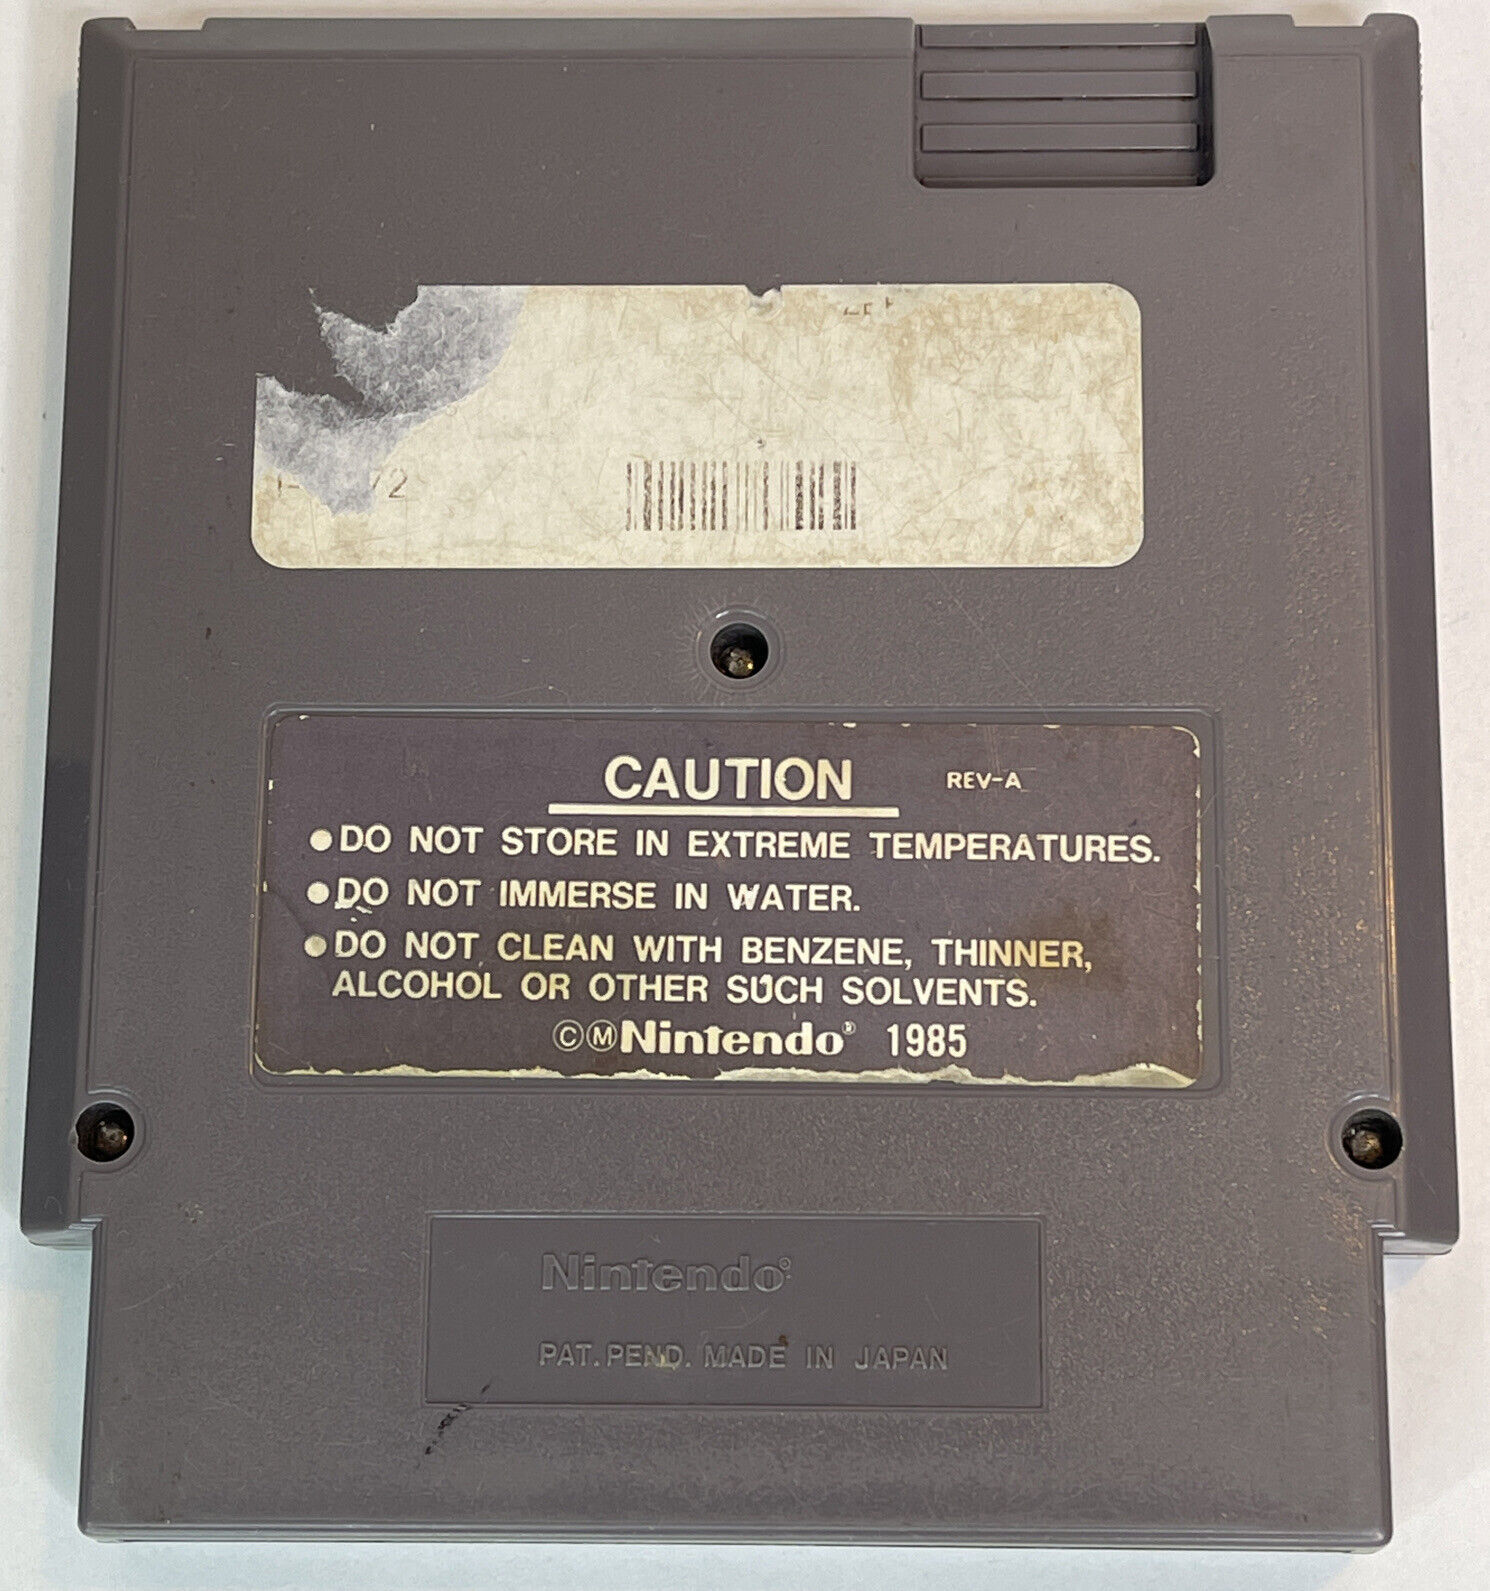 2
CAUTION REV-A
●DO NOT STORE IN EXTREME TEMPERATURES.
●DO NOT IMMERSE IN WATER.
●DO NOT CLEAN WITH BENZENE, THINNER,
ALCOHOL OR OTHER SUCH SOLVENTS.
©ⓂNintendo® 1985
Nintendo®
PAT. PEND. MADE IN JAPAN